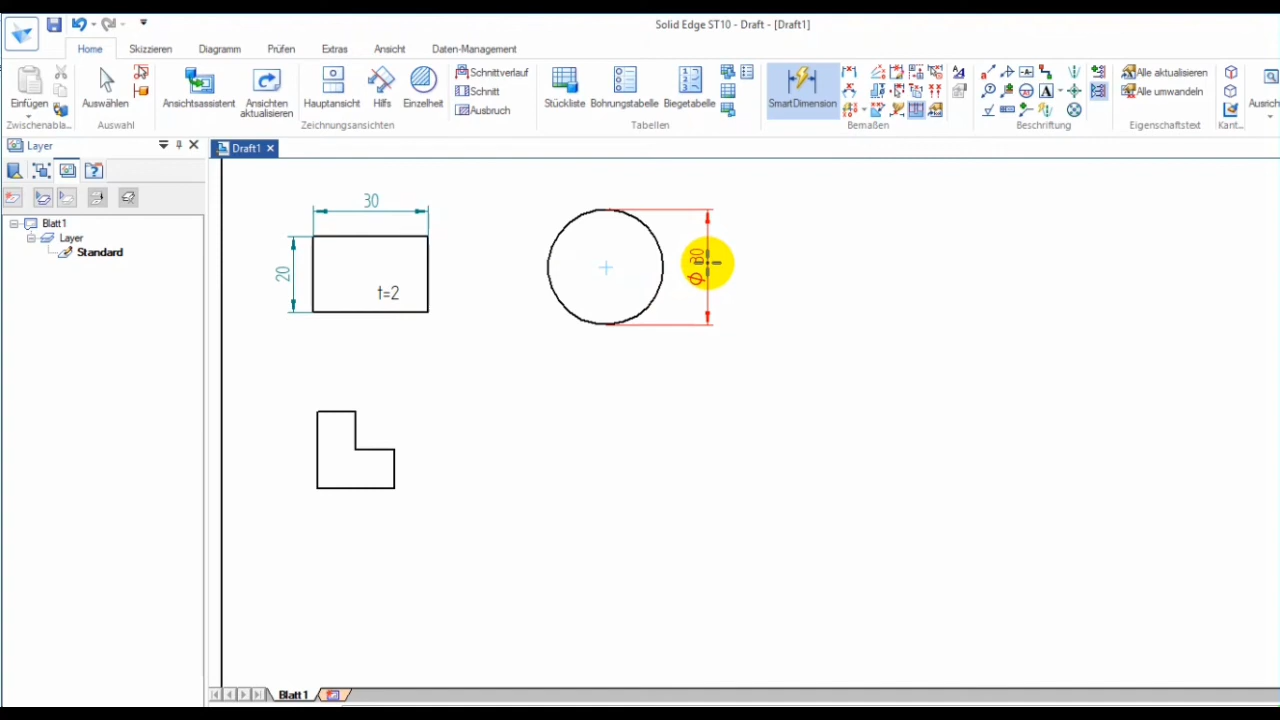 Solid Edge ST10 - Draft - [Draft1]
Home Skizzieren Diagramm Prüfen Extras Ansicht Daten-Management
Einfügen
Zwischenabla...
Auswählen
Auswahl
Ansichtsassistent
Ansichten aktualisieren
Hauptansicht
Hilfs
Einzelheit
Schnittverlauf
Schnitt
Ausbruch
Zeichnungsansichten
Stückliste
Bohrungstabelle
Biegetabelle
Tabellen
SmartDimension
Bemaßen
Beschriftung
Alle aktualisieren
Alle umwandeln
Eigenschaftstext
Kant...
Ausrich
Layer
Draft1
Blatt1
Layer
Standard
30
20
t=2
ϕ 30
Blatt1